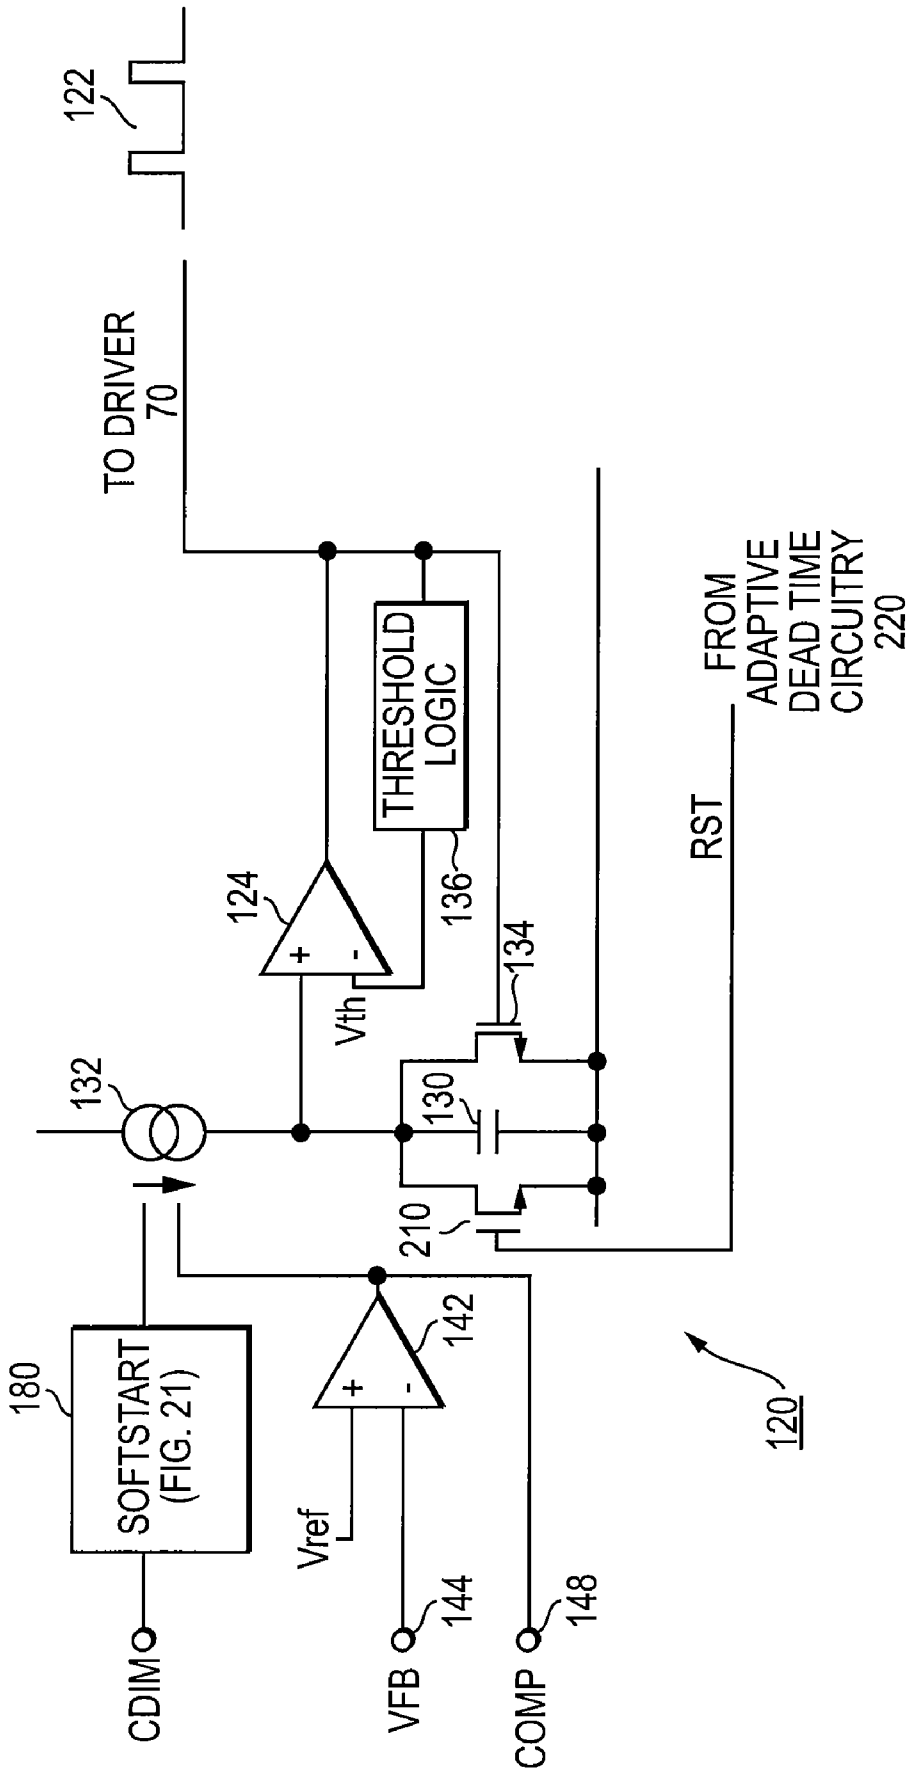 180
SOFTSTART
(FIG. 21)
CDIM
132
122
TO DRIVER
70
124
+
-
Vth
THRESHOLD
LOGIC
136
Vref
+
-
142
VFB
144
COMP
148
210
130
134
RST
FROM
ADAPTIVE
DEAD TIME
CIRCUITRY
220
120